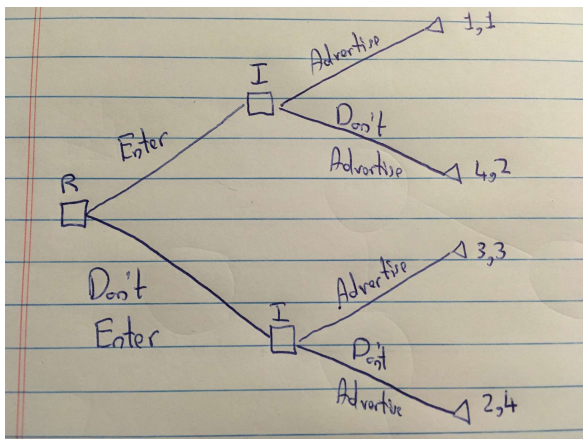 I
Advertise
1,1
Don't
Advertise
4,2
Enter
R
Don't
Enter
I
Advertise
3,3
Don't
Advertise
2,4